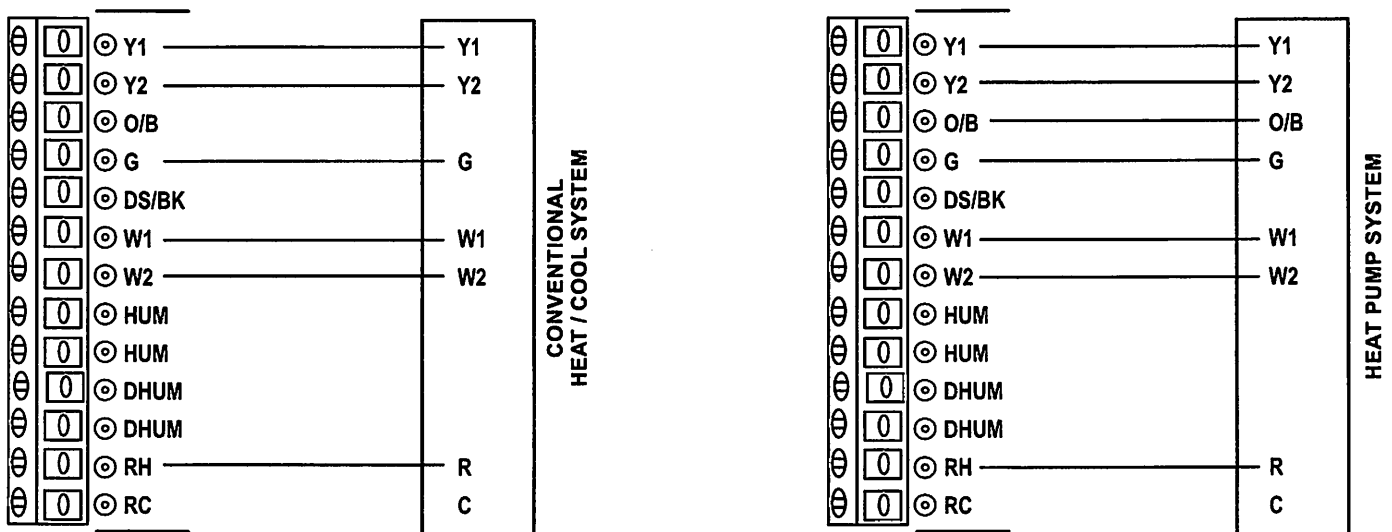 Y1 Y1
Y2 Y2
O/B
G G
DS/BK
W1 W1
W2 W2
HUM
HUM
DHUM
DHUM
RH R
RC C
CONVENTIONAL
HEAT / COOL SYSTEM
Y1 Y1
Y2 Y2
O/B O/B
G G
DS/BK
W1 W1
W2 W2
HUM
HUM
DHUM
DHUM
RH R
RC C
HEAT PUMP SYSTEM